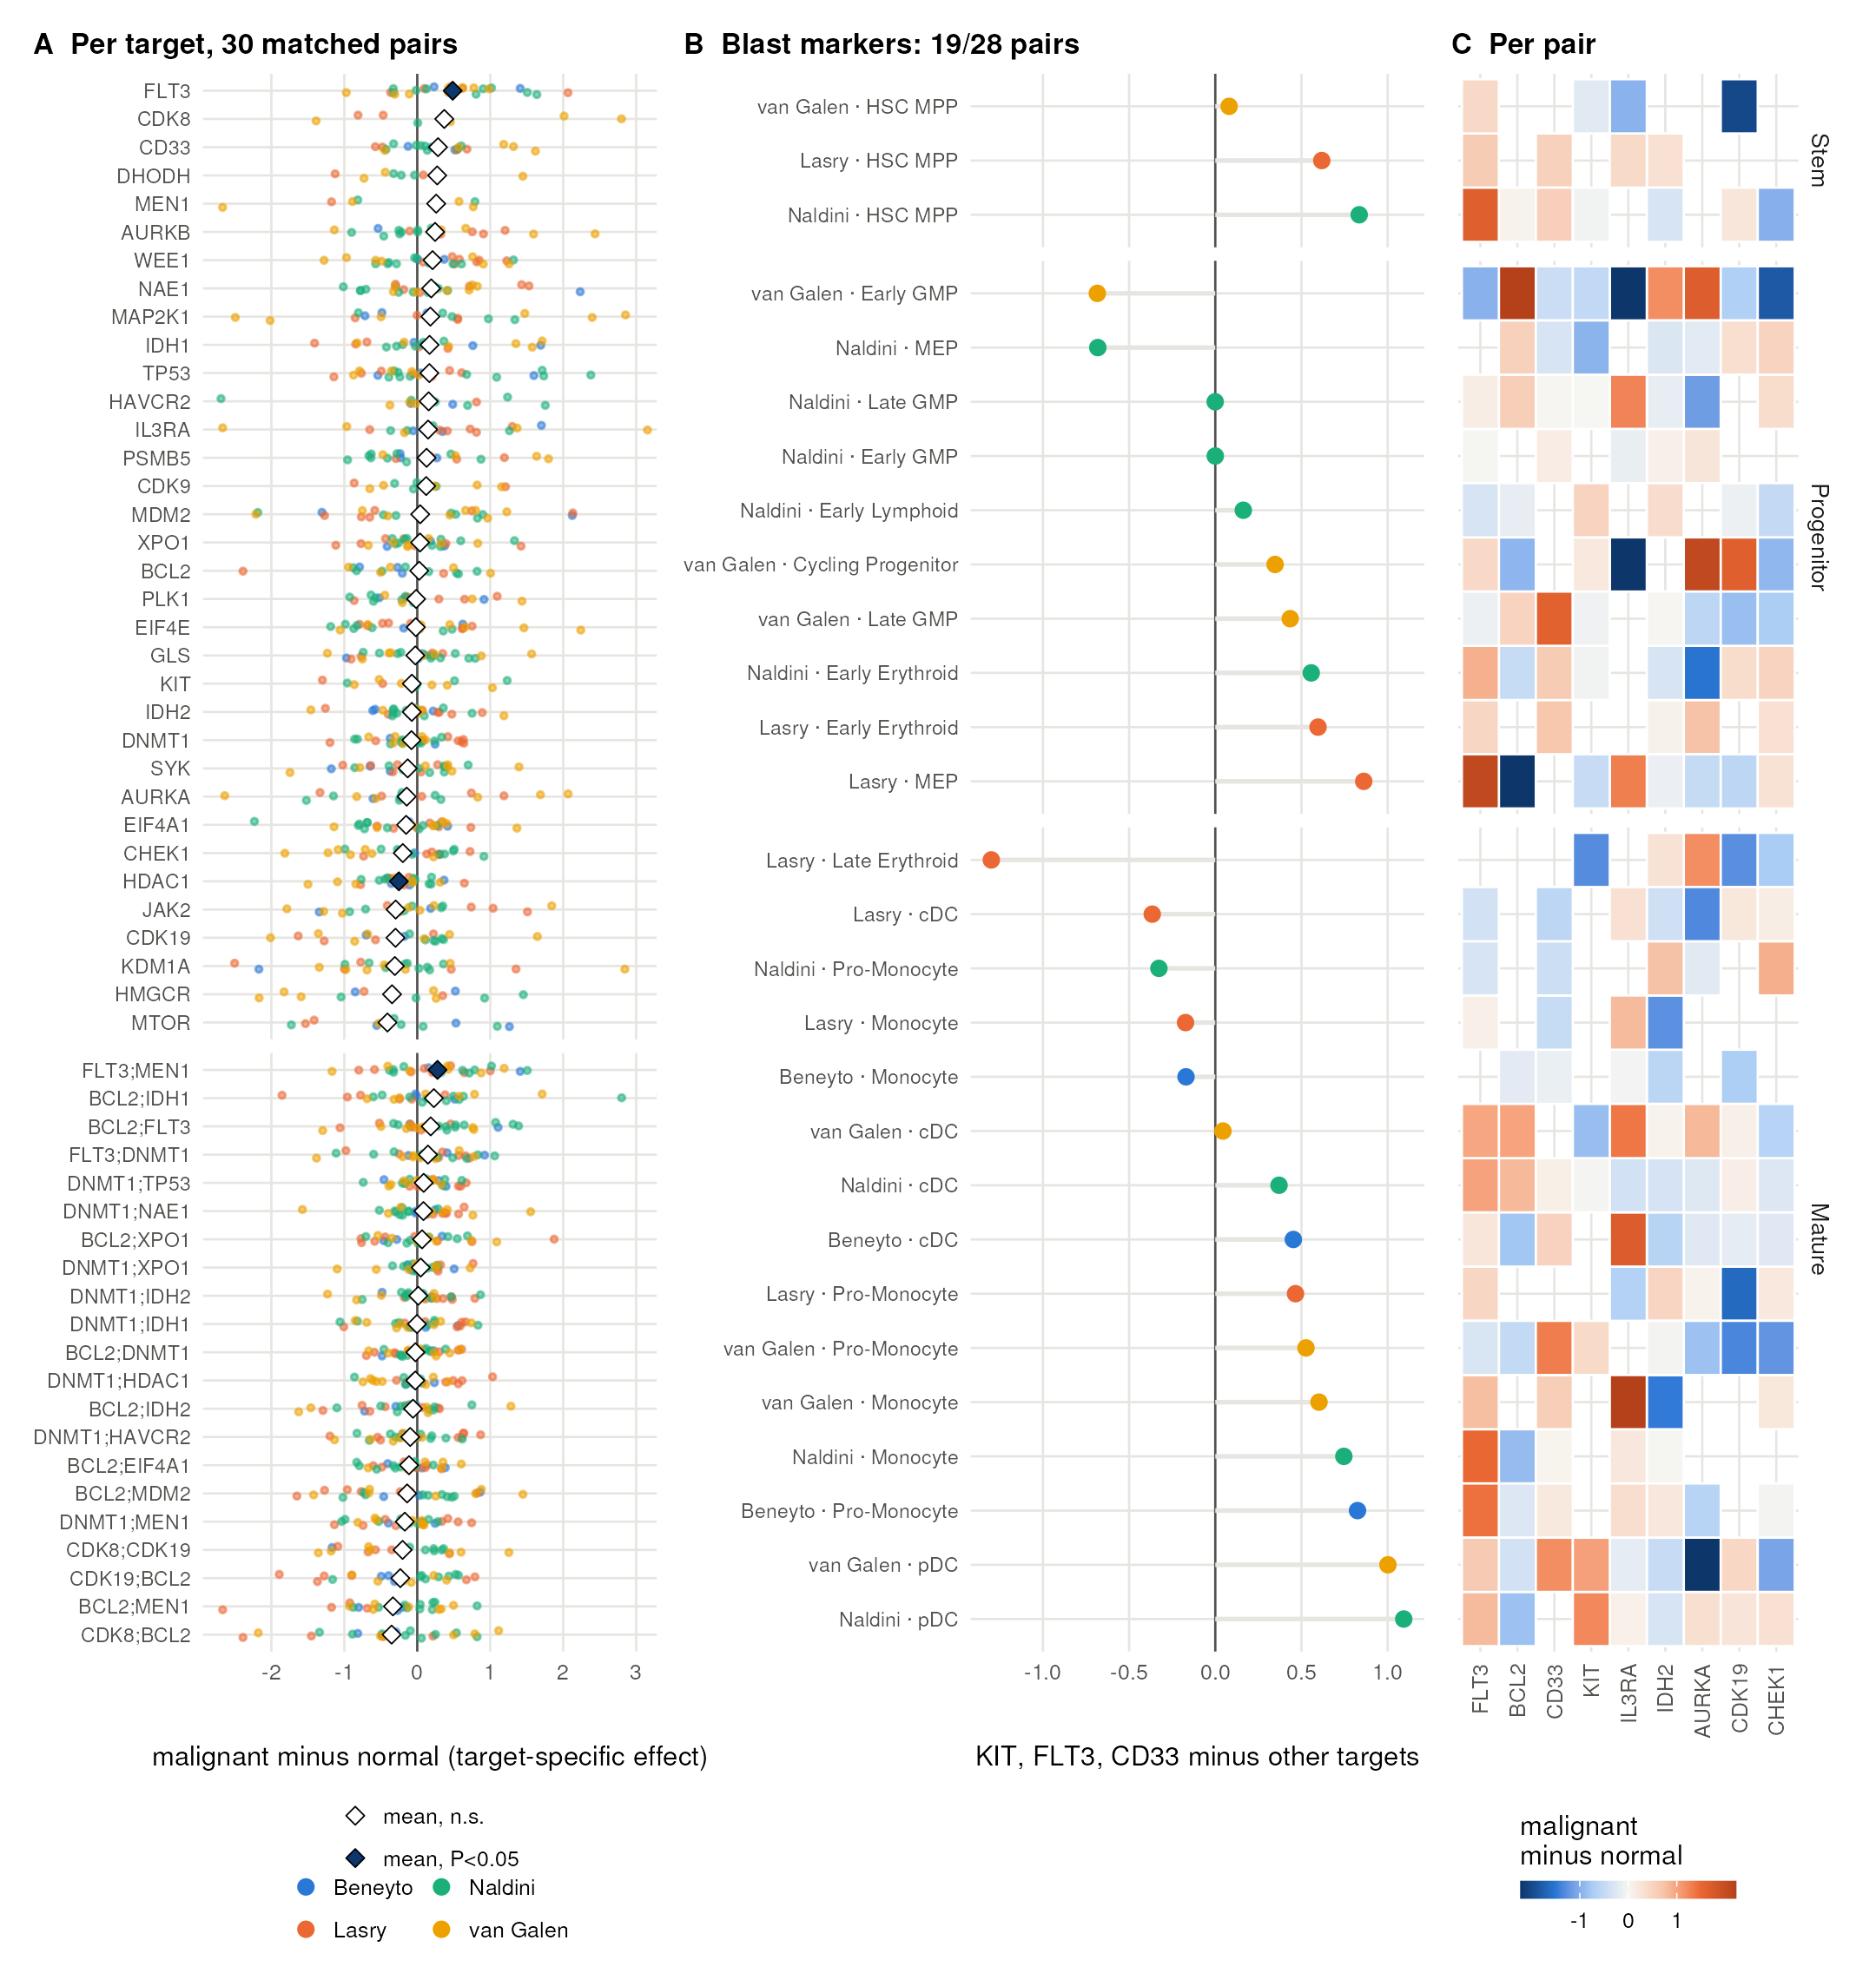 A Per target, 30 matched pairs
FLT3
CDK8
CD33
DHODH
MEN1
AURKB
WEE1
NAE1
MAP2K1
IDH1
TP53
HAVCR2
IL3RA
PSMB5
CDK9
MDM2
XPO1
BCL2
PLK1
EIF4E
GLS
KIT
IDH2
DNMT1
SYK
AURKA
EIF4A1
CHEK1
HDAC1
JAK2
CDK19
KDM1A
HMGCR
MTOR
FLT3;MEN1
BCL2;IDH1
BCL2;FLT3
FLT3;DNMT1
DNMT1;TP53
DNMT1;NAE1
BCL2;XPO1
DNMT1;XPO1
DNMT1;IDH2
DNMT1;IDH1
BCL2;DNMT1
DNMT1;HDAC1
BCL2;IDH2
DNMT1;HAVCR2
BCL2;EIF4A1
BCL2;MDM2
DNMT1;MEN1
CDK8;CDK19
CDK19;BCL2
BCL2;MEN1
CDK8;BCL2
-2 -1 0 1 2 3
malignant minus normal (target-specific effect)
mean, n.s.
mean, P<0.05
Beneyto Naldini
Lasry van Galen
B Blast markers: 19/28 pairs
van Galen · HSC MPP
Lasry · HSC MPP
Naldini · HSC MPP
van Galen · Early GMP
Naldini · MEP
Naldini · Late GMP
Naldini · Early GMP
Naldini · Early Lymphoid
van Galen · Cycling Progenitor
van Galen · Late GMP
Naldini · Early Erythroid
Lasry · Early Erythroid
Lasry · MEP
Lasry · Late Erythroid
Lasry · cDC
Naldini · Pro-Monocyte
Lasry · Monocyte
Beneyto · Monocyte
van Galen · cDC
Naldini · cDC
Beneyto · cDC
Lasry · Pro-Monocyte
van Galen · Pro-Monocyte
van Galen · Monocyte
Naldini · Monocyte
Beneyto · Pro-Monocyte
van Galen · pDC
Naldini · pDC
-1.0 -0.5 0.0 0.5 1.0
KIT, FLT3, CD33 minus other targets
C Per pair
Stem
Progenitor
Mature
FLT3
BCL2
CD33
KIT
IL3RA
IDH2
AURKA
CDK19
CHEK1
malignant
minus normal
-1 0 1